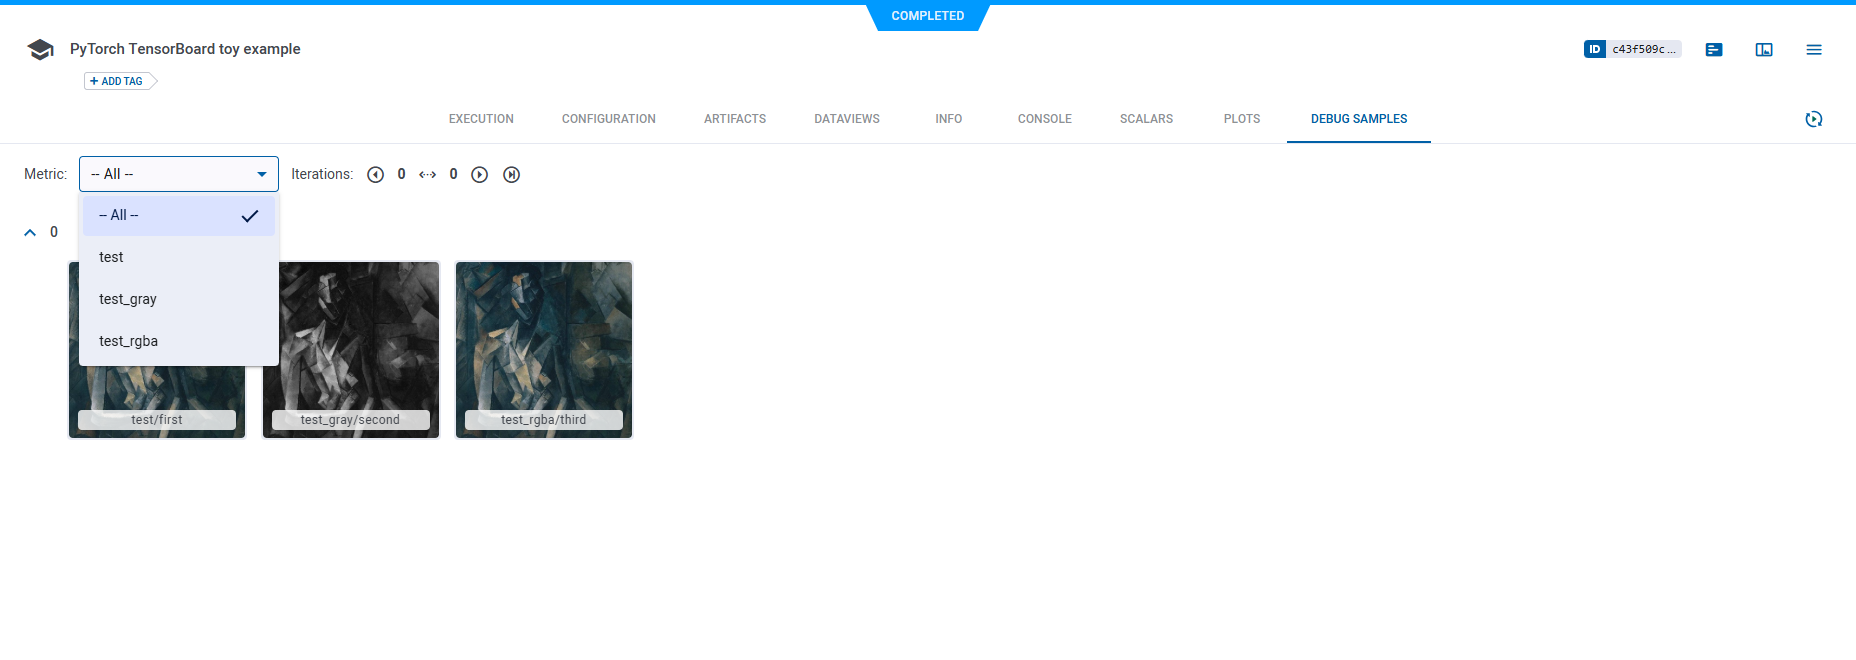 COMPLETED
PyTorch TensorBoard toy example
ID c43f509c...
+ ADD TAG
EXECUTION CONFIGURATION ARTIFACTS DATAVIEWS INFO CONSOLE SCALARS PLOTS DEBUG SAMPLES
Metric: -- All -- Iterations: 0 0
-- All --
0
test
test_gray
test_rgba
test/first test_gray/second test_rgba/third